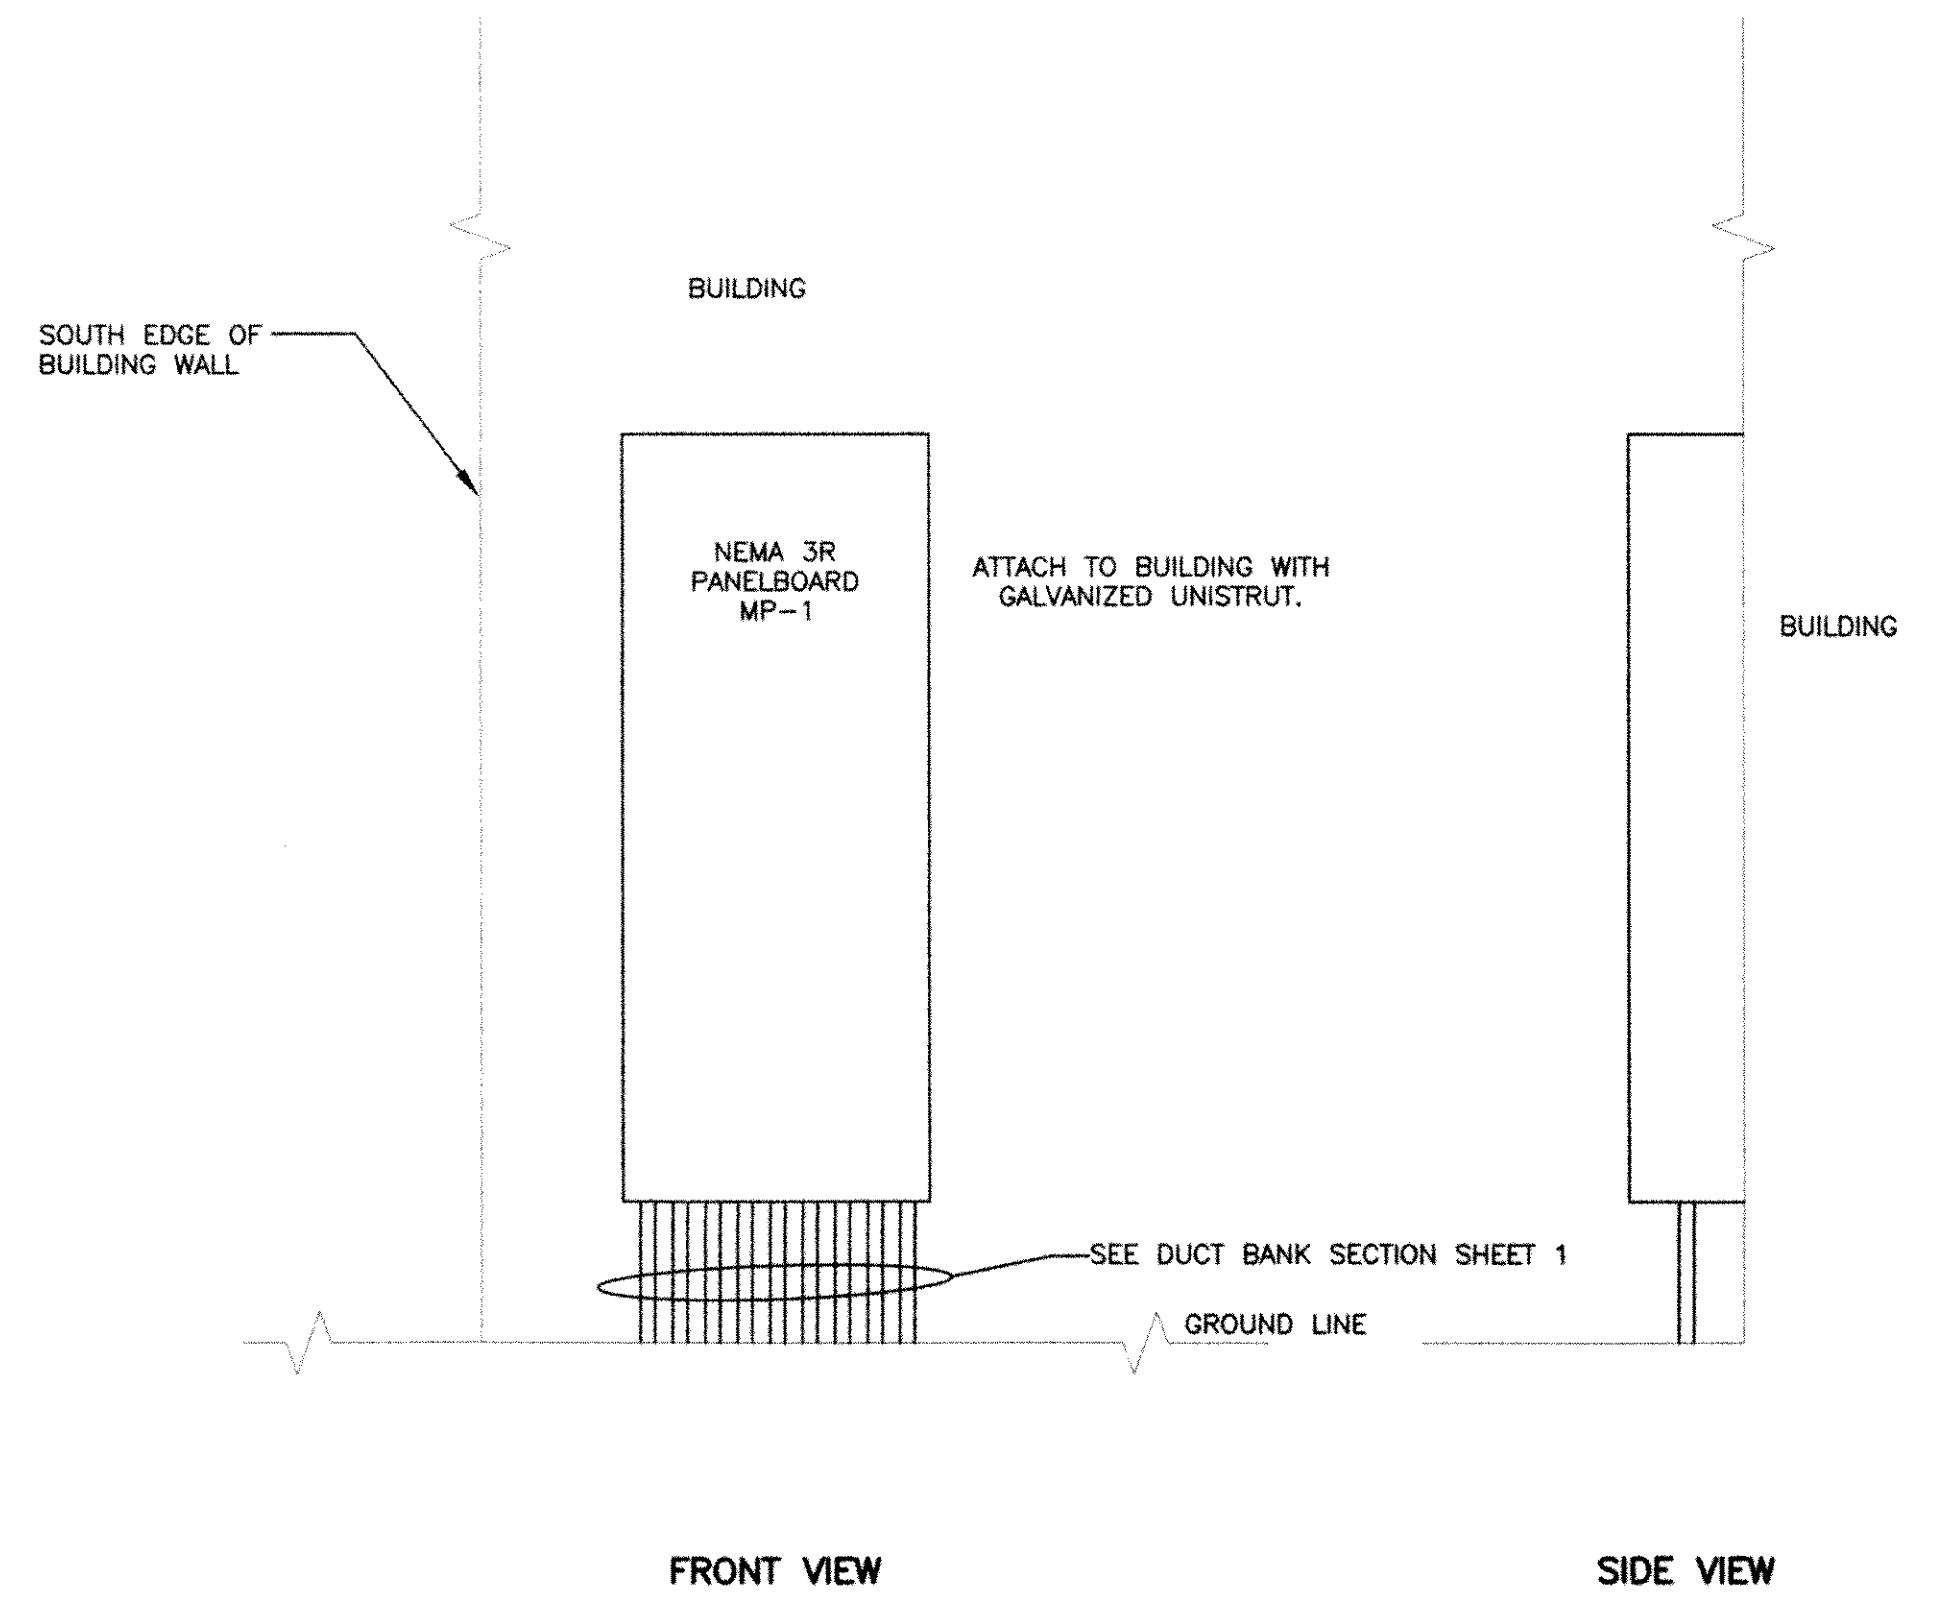 BUILDING
SOUTH EDGE OF
BUILDING WALL
NEMA 3R
PANELBOARD
MP-1
ATTACH TO BUILDING WITH
GALVANIZED UNISTRUT.
BUILDING
SEE DUCT BANK SECTION SHEET 1
GROUND LINE
FRONT VIEW
SIDE VIEW